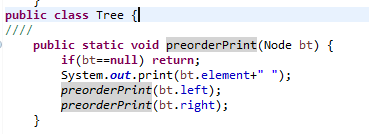 }
public class Tree {
////
public static void preorderPrint(Node bt) {
if(bt==null) return;
System.out.print(bt.element+" ");
preorderPrint(bt.left);
preorderPrint(bt.right);
}